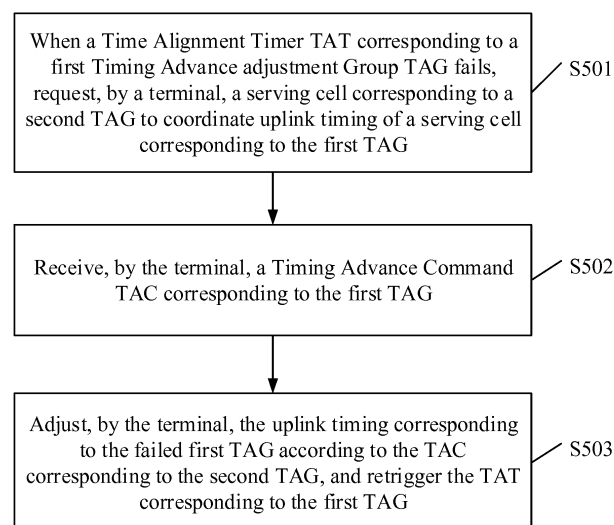 When a Time Alignment Timer TAT corresponding to a
first Timing Advance adjustment Group TAG fails,
request, by a terminal, a serving cell corresponding to a
second TAG to coordinate uplink timing of a serving cell
corresponding to the first TAG
S501
Receive, by the terminal, a Timing Advance Command
TAC corresponding to the first TAG
S502
Adjust, by the terminal, the uplink timing corresponding
to the failed first TAG according to the TAC
corresponding to the second TAG, and retrigger the TAT
corresponding to the first TAG
S503